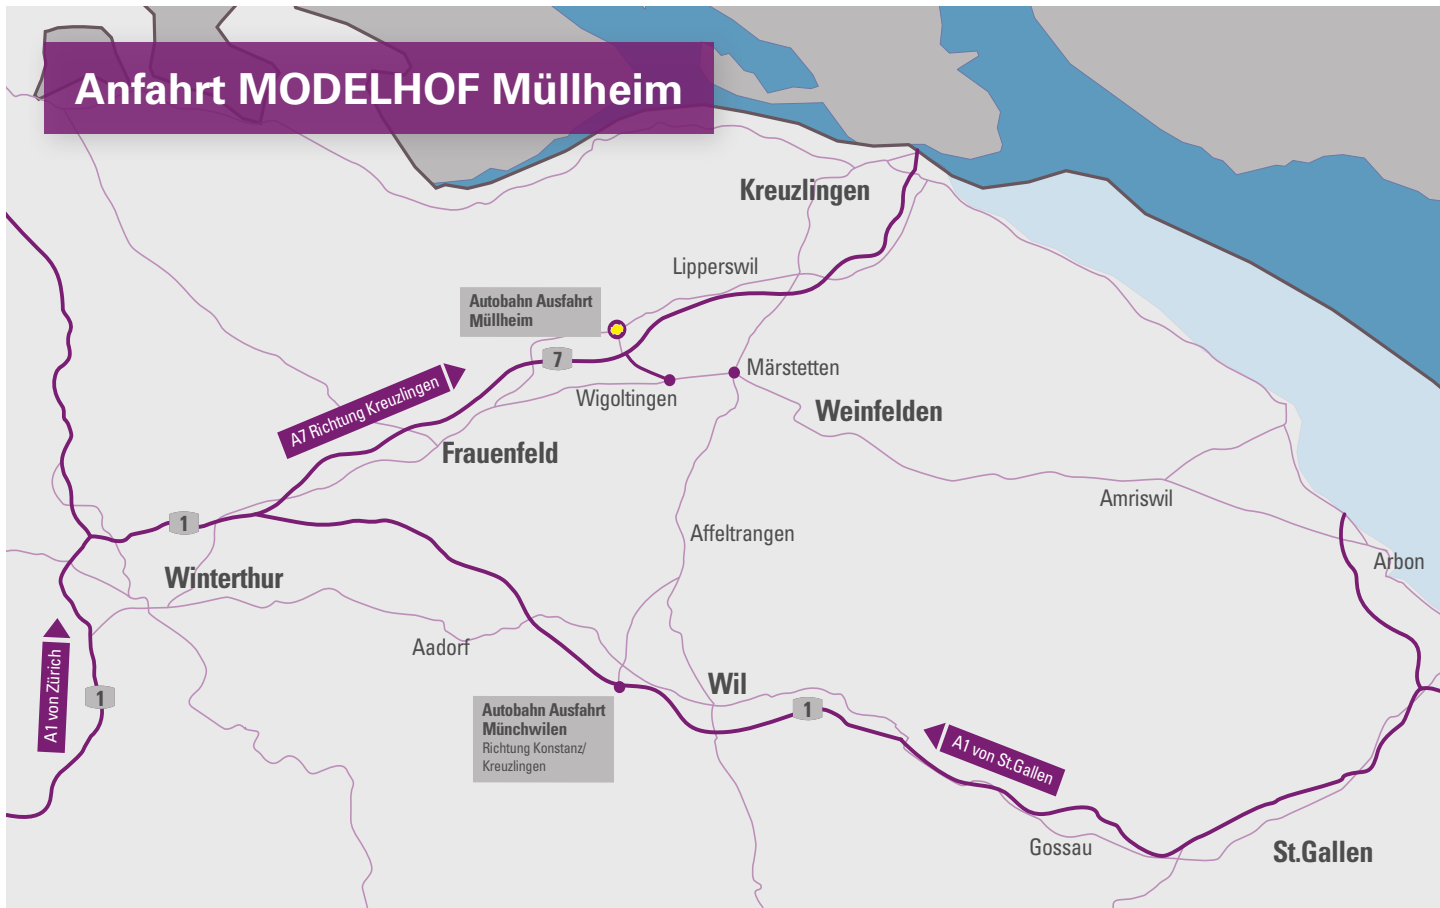 Anfahrt MODELHOF Müllheim
Kreuzlingen
Lipperswil
Autobahn Ausfahrt
Müllheim
7
Märstetten
A7 Richtung Kreuzlingen
Wigoltingen
Weinfelden
Frauenfeld
Amriswil
1
Affeltrangen
Arbon
Winterthur
Aadorf
A1 von Zürich
1
Wil
Autobahn Ausfahrt
Münchwilen
Richtung Konstanz/
Kreuzlingen
1
A1 von St.Gallen
Gossau
St.Gallen